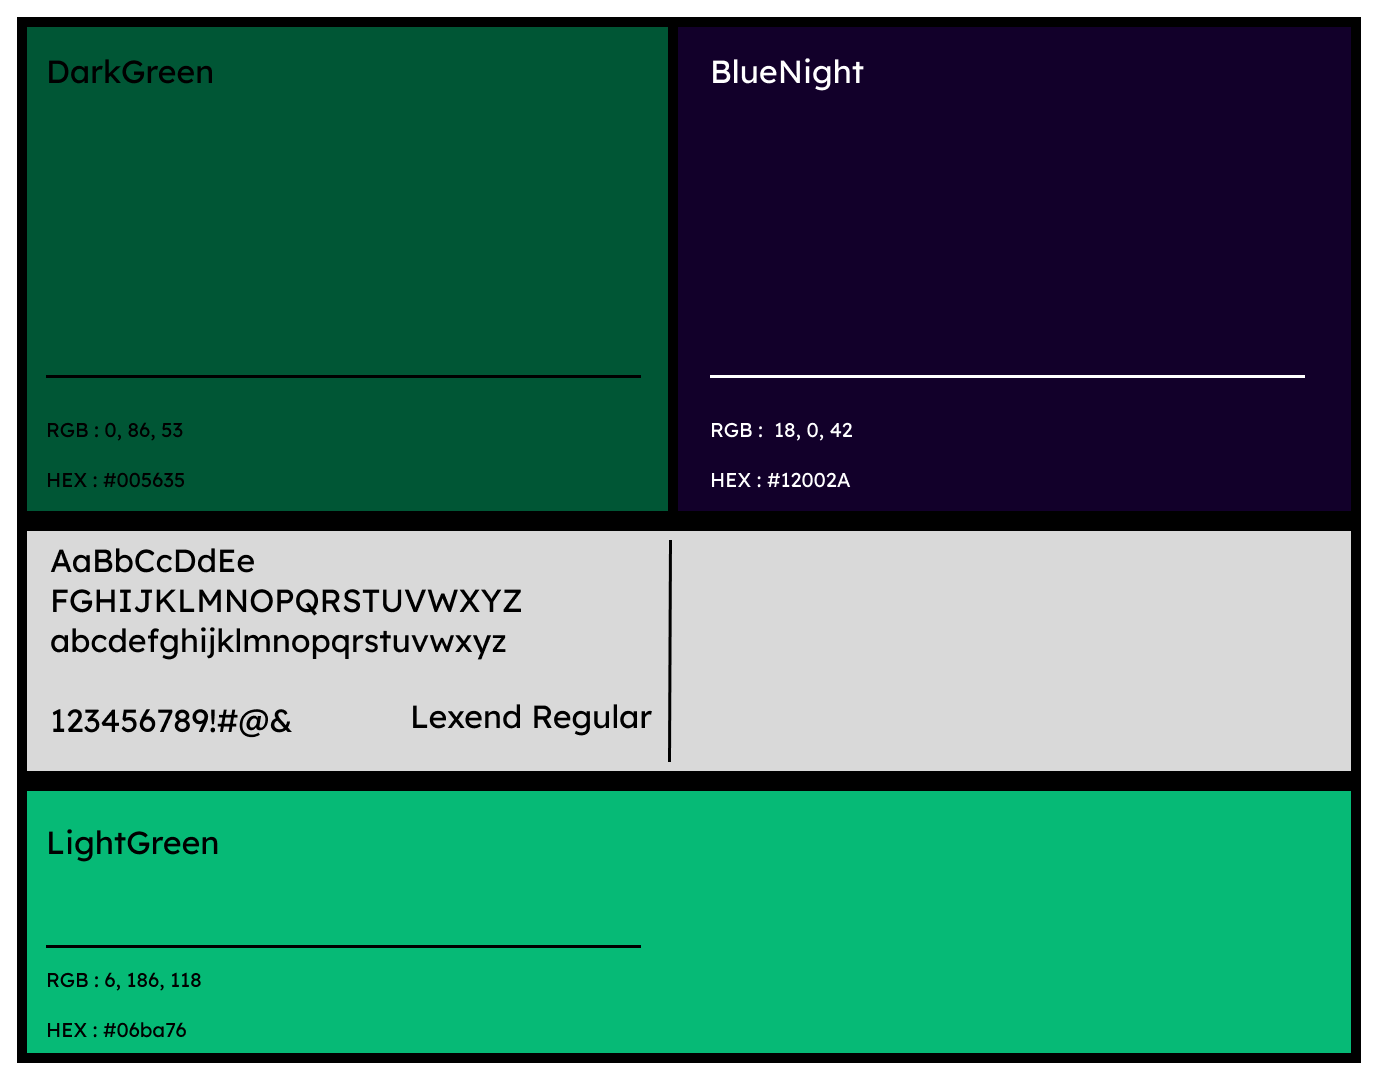 DarkGreen
RGB : 0, 86, 53
HEX : #005635
BlueNight
RGB :  18, 0, 42
HEX : #12002A
AaBbCcDdEe
FGHIJKLMNOPQRSTUVWXYZ
abcdefghijklmnopqrstuvwxyz
123456789!#@&
Lexend Regular
LightGreen
RGB : 6, 186, 118
HEX : #06ba76